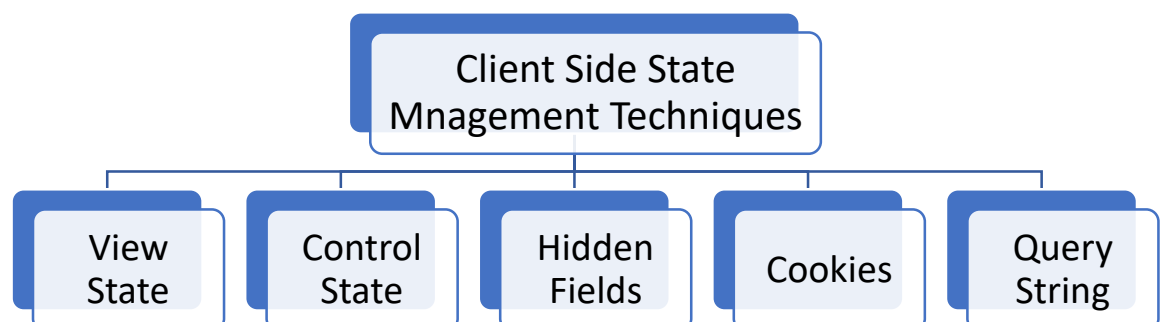 Client Side State
Mnagement Techniques
View
State
Control
State
Hidden
Fields
Cookies
Query
String